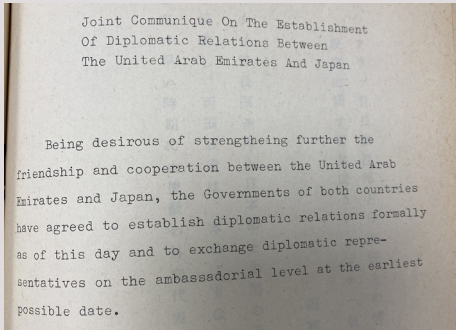 Joint Communique On The Establishment
Of Diplomatic Relations Between
The United Arab Emirates And Japan
Being desirous of strengtheing further the
friendship and cooperation between the United Arab
Emirates and Japan, the Governments of both countries
have agreed to establish diplomatic relations formally
as of this day and to exchange diplomatic repre-
sentatives on the ambassadorial level at the earliest
possible date.